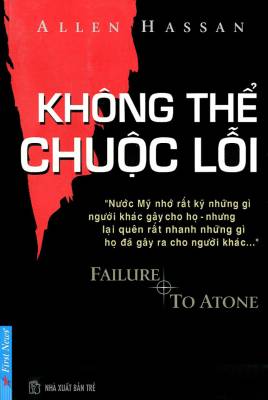 ALLEN HASSAN
KHÔNG THỂ
CHUỘC LỖI
"Nước Mỹ nhớ rất kỹ những gì
người khác gây cho họ - nhưng
lại quên rất nhanh những gì
họ đã gây ra cho người khác..."
FAILURE
TO ATONE
First News
NHÀ XUẤT BẢN TRẺ